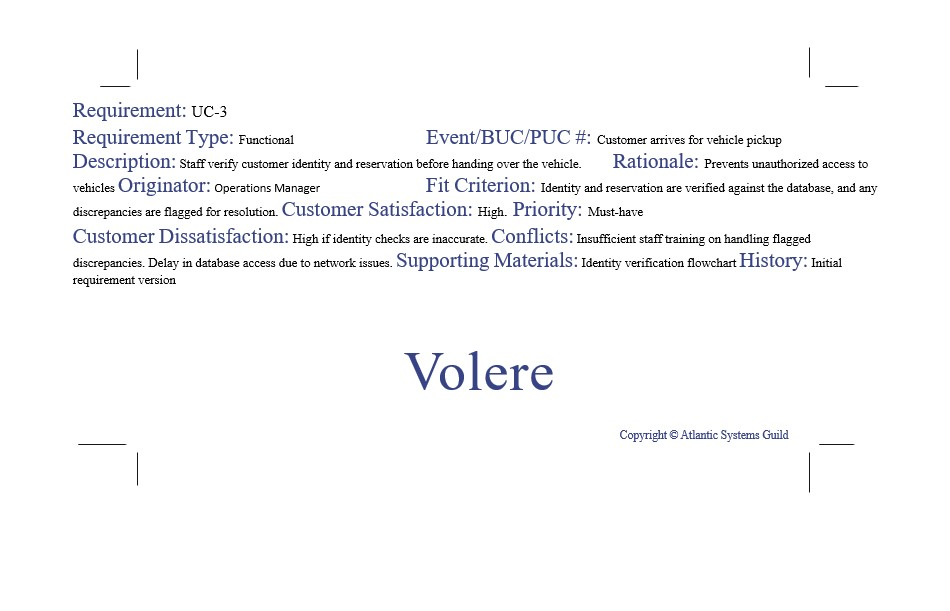 Requirement: UC-3
Requirement Type: Functional Event/BUC/PUC #: Customer arrives for vehicle pickup
Description: Staff verify customer identity and reservation before handing over the vehicle. Rationale: Prevents unauthorized access to
vehicles Originator: Operations Manager Fit Criterion: Identity and reservation are verified against the database, and any
discrepancies are flagged for resolution. Customer Satisfaction: High. Priority: Must-have
Customer Dissatisfaction: High if identity checks are inaccurate. Conflicts: Insufficient staff training on handling flagged
discrepancies. Delay in database access due to network issues. Supporting Materials: Identity verification flowchart History: Initial
requirement version
Volere
Copyright © Atlantic Systems Guild